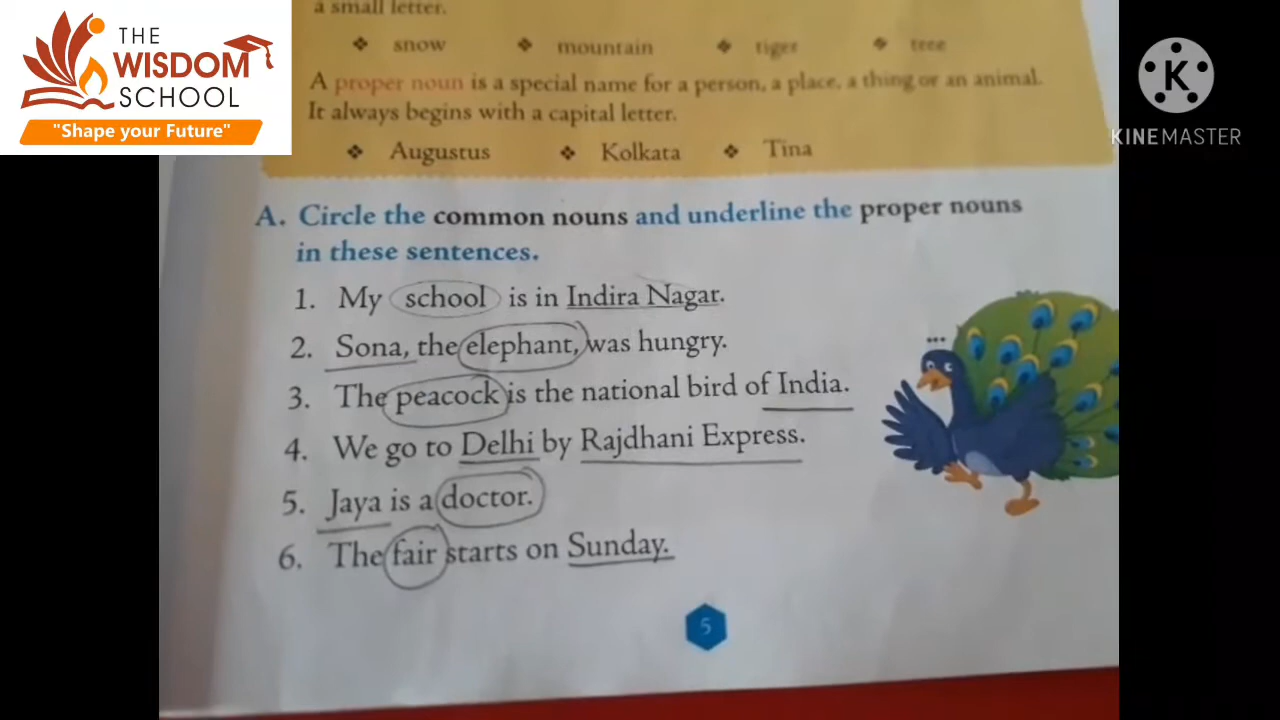 THE
WISDOM
SCHOOL
"Shape your Future"
KINEMASTER
K
a small letter.
❖ snow ❖ mountain ❖ tiger ❖ tree
A proper noun is a special name for a person, a place, a thing or an animal.
It always begins with a capital letter.
❖ Augustus ❖ Kolkata ❖ Tina
A. Circle the common nouns and underline the proper nouns
in these sentences.
1. My school is in Indira Nagar.
2. Sona, the elephant, was hungry.
3. The peacock is the national bird of India.
4. We go to Delhi by Rajdhani Express.
5. Jaya is a doctor.
6. The fair starts on Sunday.
5